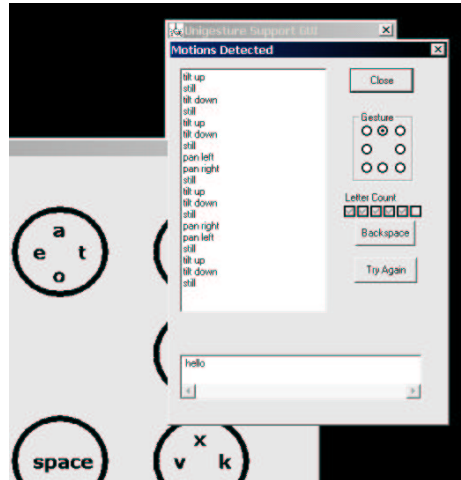 Unigesture Support GUI
Motions Detected
tilt up
still
tilt down
still
tilt up
tilt down
still
pan left
pan right
still
tilt up
tilt down
still
pan right
pan left
still
tilt up
tilt down
still
Close
Gesture
Letter Count
Backspace
Try Again
hello
a
e t
o
space
x
v k